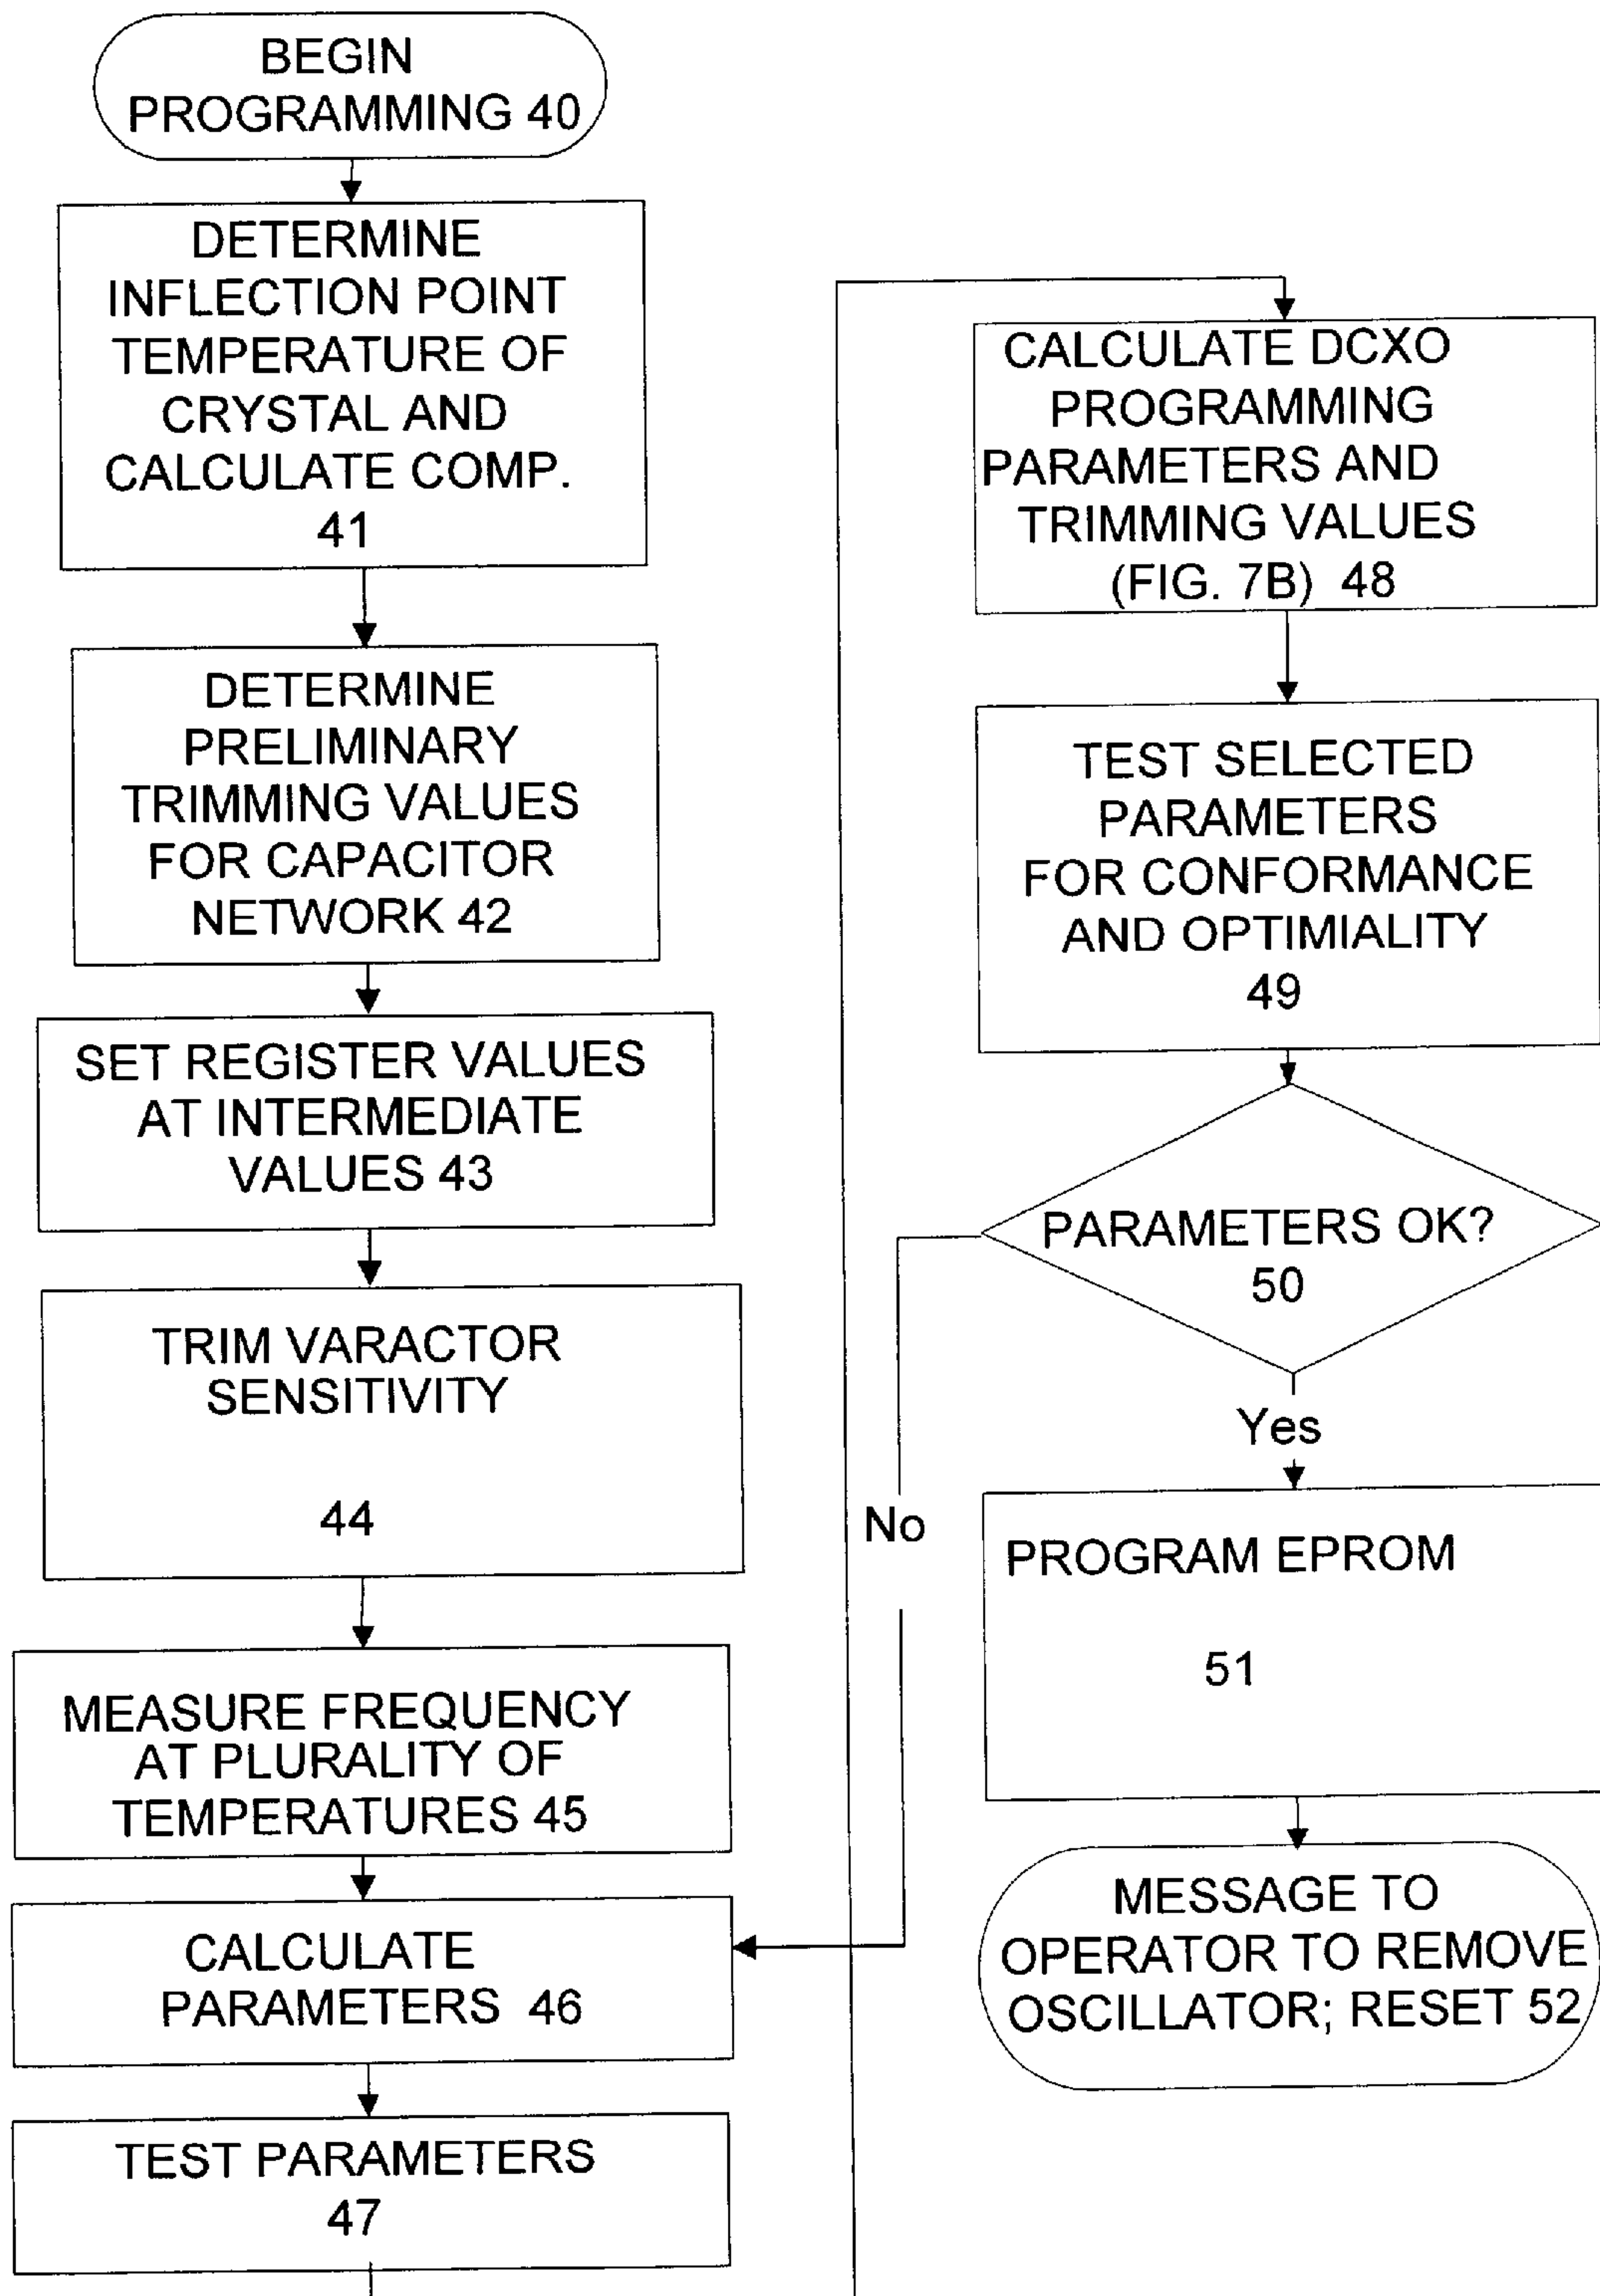 BEGIN
PROGRAMMING 40
DETERMINE
INFLECTION POINT
TEMPERATURE OF
CRYSTAL AND
CALCULATE COMP.
41
DETERMINE
PRELIMINARY
TRIMMING VALUES
FOR CAPACITOR
NETWORK 42
SET REGISTER VALUES
AT INTERMEDIATE
VALUES 43
TRIM VARACTOR
SENSITIVITY
44
MEASURE FREQUENCY
AT PLURALITY OF
TEMPERATURES 45
CALCULATE
PARAMETERS 46
TEST PARAMETERS
47
CALCULATE DCXO
PROGRAMMING
PARAMETERS AND
TRIMMING VALUES
(FIG. 7B) 48
TEST SELECTED
PARAMETERS
FOR CONFORMANCE
AND OPTIMIALITY
49
PARAMETERS OK?
50
Yes
No
PROGRAM EPROM
51
MESSAGE TO
OPERATOR TO REMOVE
OSCILLATOR; RESET 52